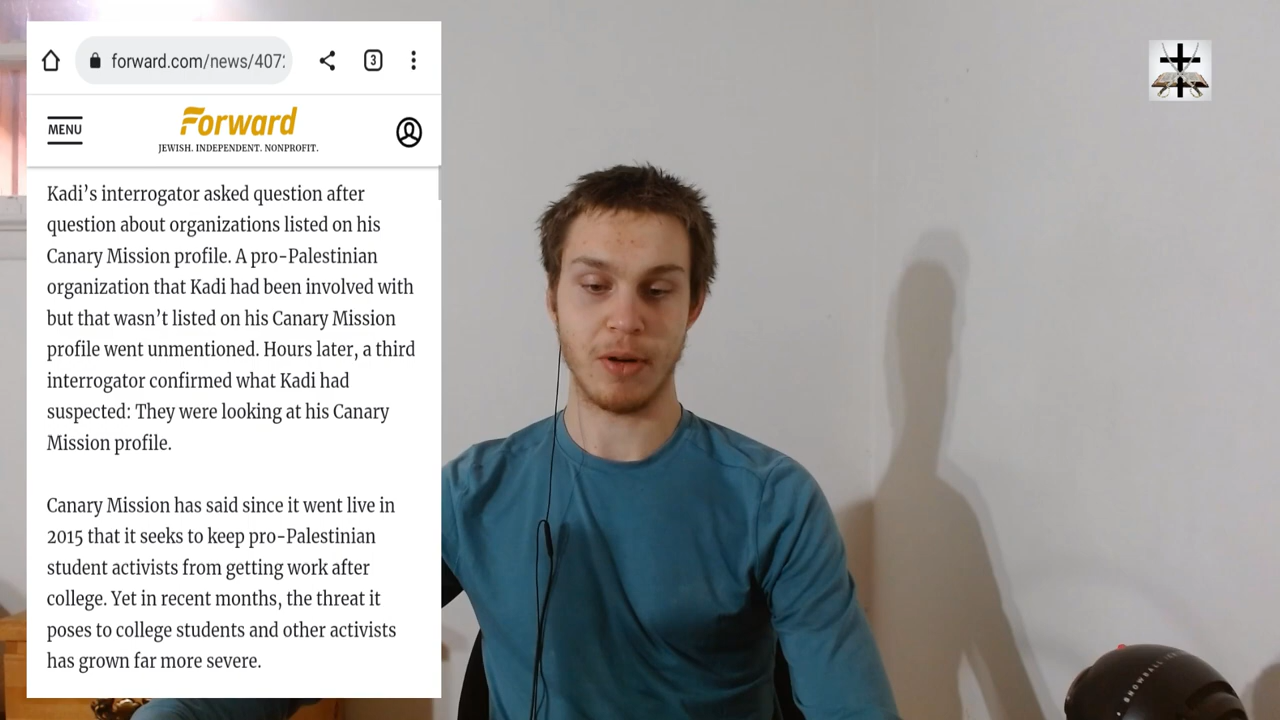 forward.com/news/407
3
MENU
Forward
JEWISH. INDEPENDENT. NONPROFIT.
Kadi’s interrogator asked question after
question about organizations listed on his
Canary Mission profile. A pro-Palestinian
organization that Kadi had been involved with
but that wasn’t listed on his Canary Mission
profile went unmentioned. Hours later, a third
interrogator confirmed what Kadi had
suspected: They were looking at his Canary
Mission profile.
Canary Mission has said since it went live in
2015 that it seeks to keep pro-Palestinian
student activists from getting work after
college. Yet in recent months, the threat it
poses to college students and other activists
has grown far more severe.
SNOWBALL